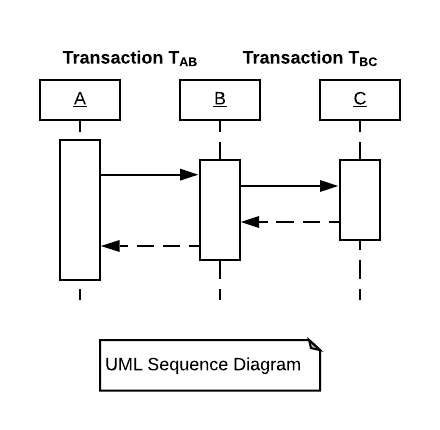 Transaction TAB
Transaction TBC
A
B
C
UML Sequence Diagram